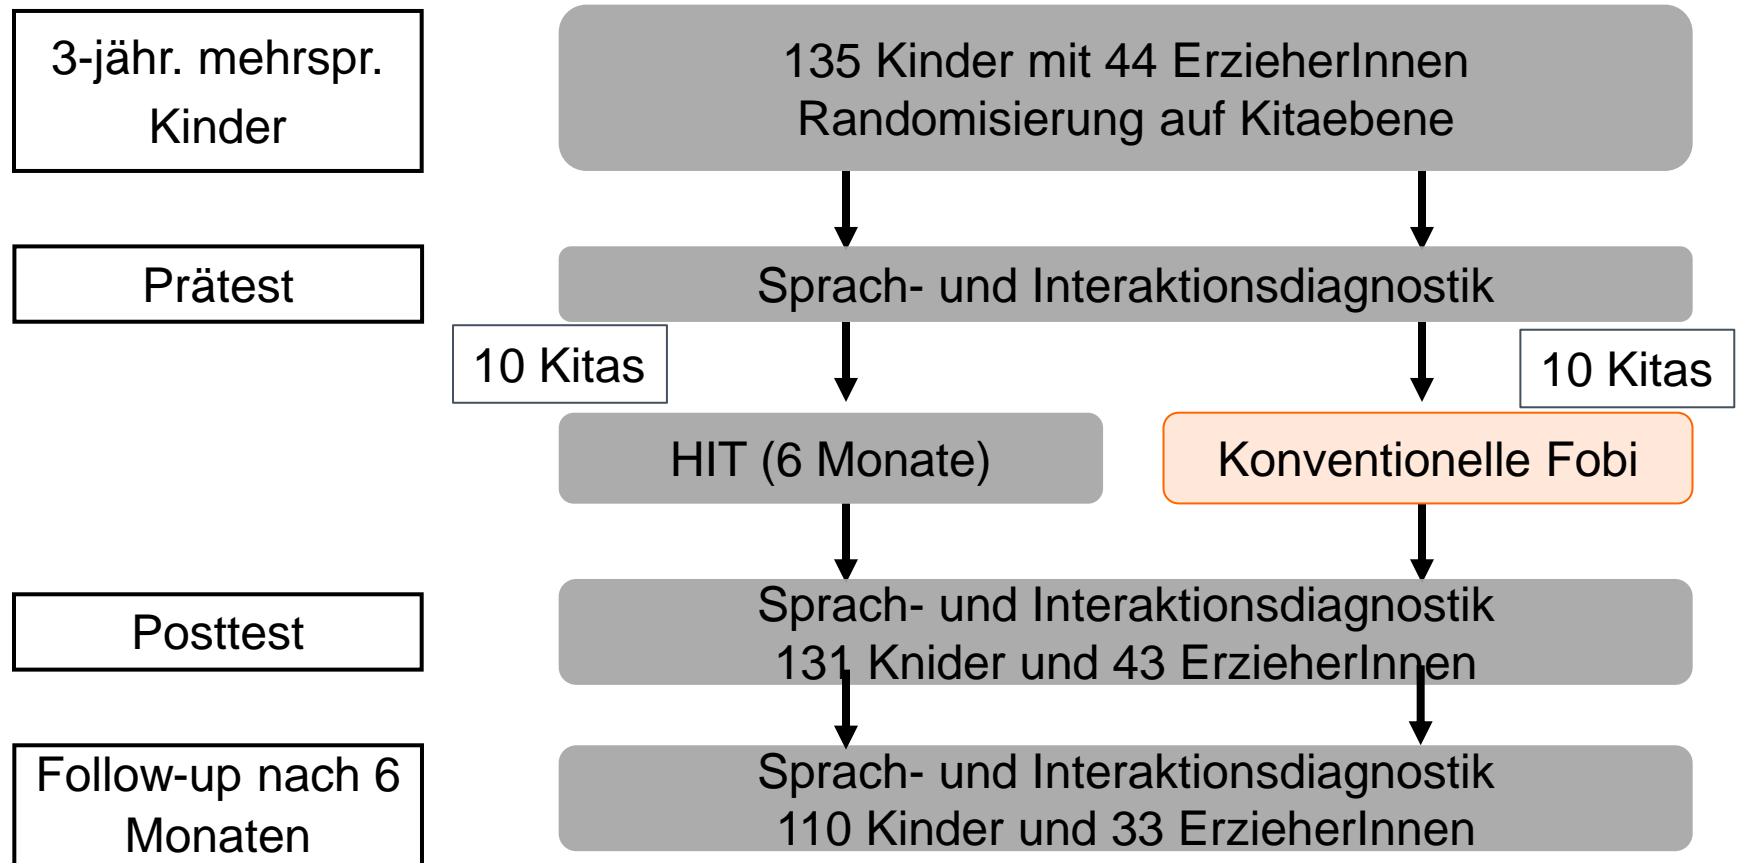 3-jähr. mehrspr.
Kinder
135 Kinder mit 44 ErzieherInnen
Randomisierung auf Kitaebene
Prätest
Sprach- und Interaktionsdiagnostik
10 Kitas
10 Kitas
HIT (6 Monate)
Konventionelle Fobi
Posttest
Sprach- und Interaktionsdiagnostik
131 Knider und 43 ErzieherInnen
Follow-up nach 6
Monaten
Sprach- und Interaktionsdiagnostik
110 Kinder und 33 ErzieherInnen